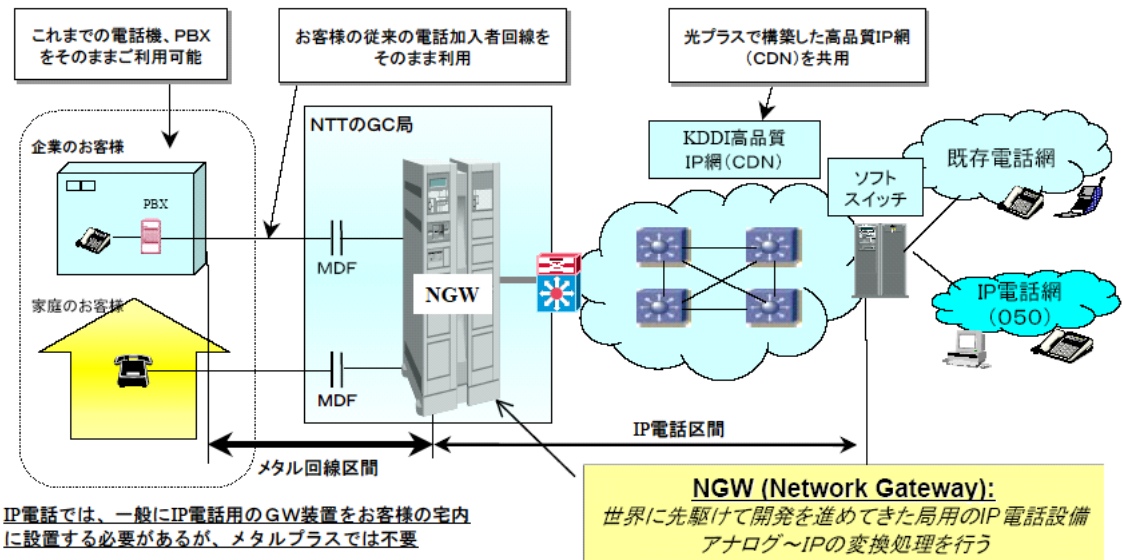 これまでの電話機、PBX
をそのままご利用可能
お客様の従来の電話加入者回線を
そのまま利用
光プラスで構築した高品質IP網
（CDN）を共用
企業のお客様
PBX
家庭のお客様
NTTのGC局
MDF
MDF
NGW
KDDI高品質
IP網（CDN）
ソフト
スイッチ
既存電話網
IP電話網
（050）
メタル回線区間
IP電話区間
IP電話では、一般にIP電話用のGW装置をお客様の宅内
に設置する必要があるが、メタルプラスでは不要
NGW (Network Gateway):
世界に先駆けて開発を進めてきた局用のIP電話設備
アナログ～IPの変換処理を行う